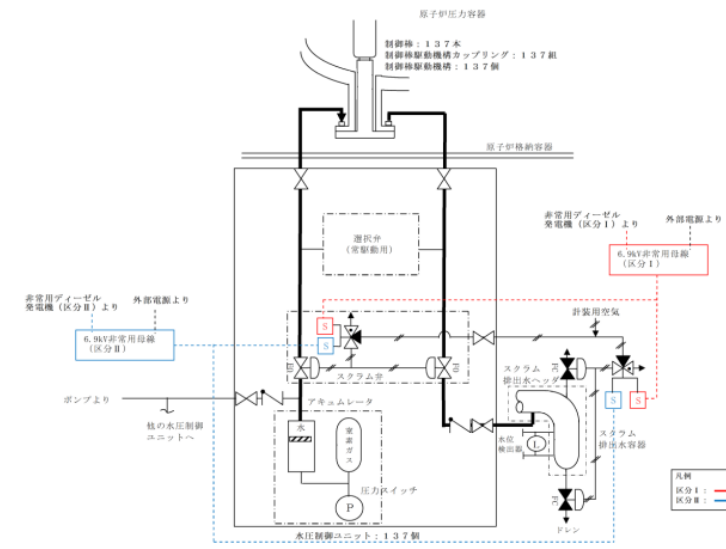 原子炉圧力容器
制御棒：１３７本
制御棒駆動機構カップリング：１３７組
制御棒駆動機構：１３７個
原子炉格納容器
選択弁
（常駆動用）
非常用ディーゼル
発電機（区分Ⅰ）より
外部電源より
6.9kV非常用母線
（区分Ⅰ）
非常用ディーゼル
発電機（区分Ⅱ）より
外部電源より
6.9kV非常用母線
（区分Ⅱ）
計装用空気
S
S
スクラム弁
FO
FO
スクラム
排出水ヘッダ
FC
S
S
ポンプより
他の水圧制御
ユニットへ
アキュムレータ
水
窒素ガス
圧力スイッチ
P
水位
検出器
L
スクラム
排出水容器
FC
ドレン
水圧制御ユニット：１３７個
凡例
区分Ⅰ：
区分Ⅱ：